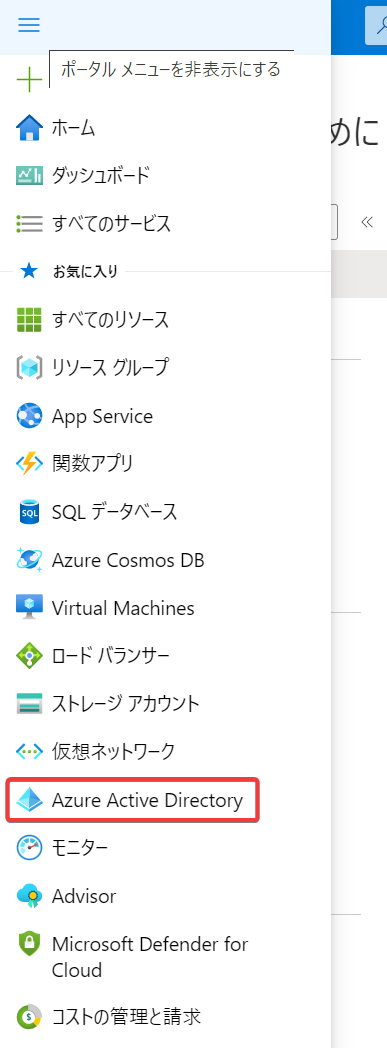 ポータル メニューを非表示にする
めに
ホーム
ダッシュボード
すべてのサービス
お気に入り
すべてのリソース
リソース グループ
App Service
関数アプリ
SQL データベース
Azure Cosmos DB
Virtual Machines
ロード バランサー
ストレージ アカウント
仮想ネットワーク
Azure Active Directory
モニター
Advisor
Microsoft Defender for
Cloud
コストの管理と請求